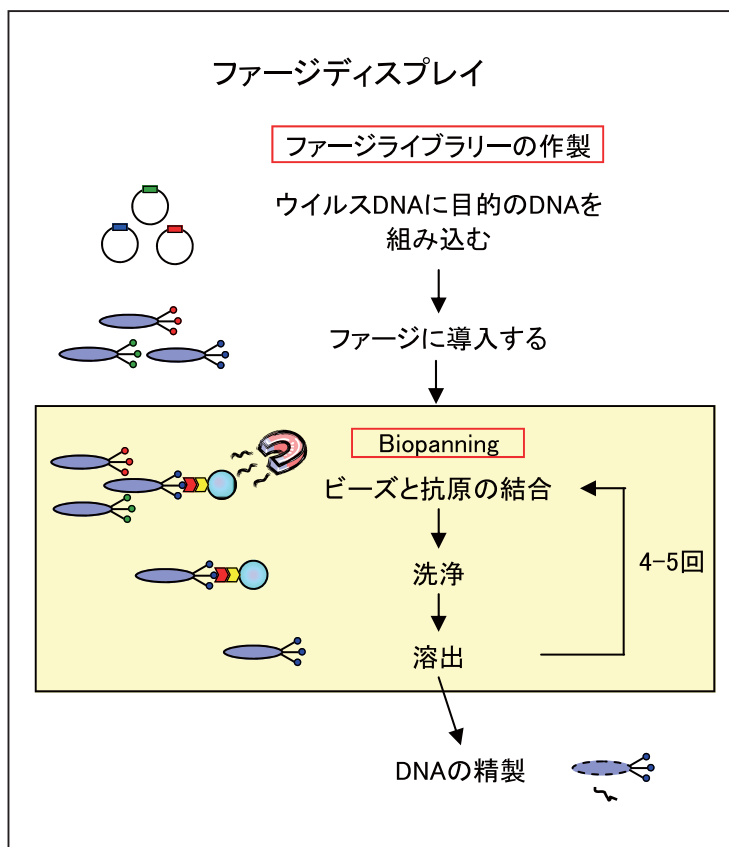 ファージディスプレイ
ファージライブラリーの作製
ウイルスDNAに目的のDNAを
組み込む
ファージに導入する
Biopanning
ビーズと抗原の結合
4-5回
洗浄
溶出
DNAの精製